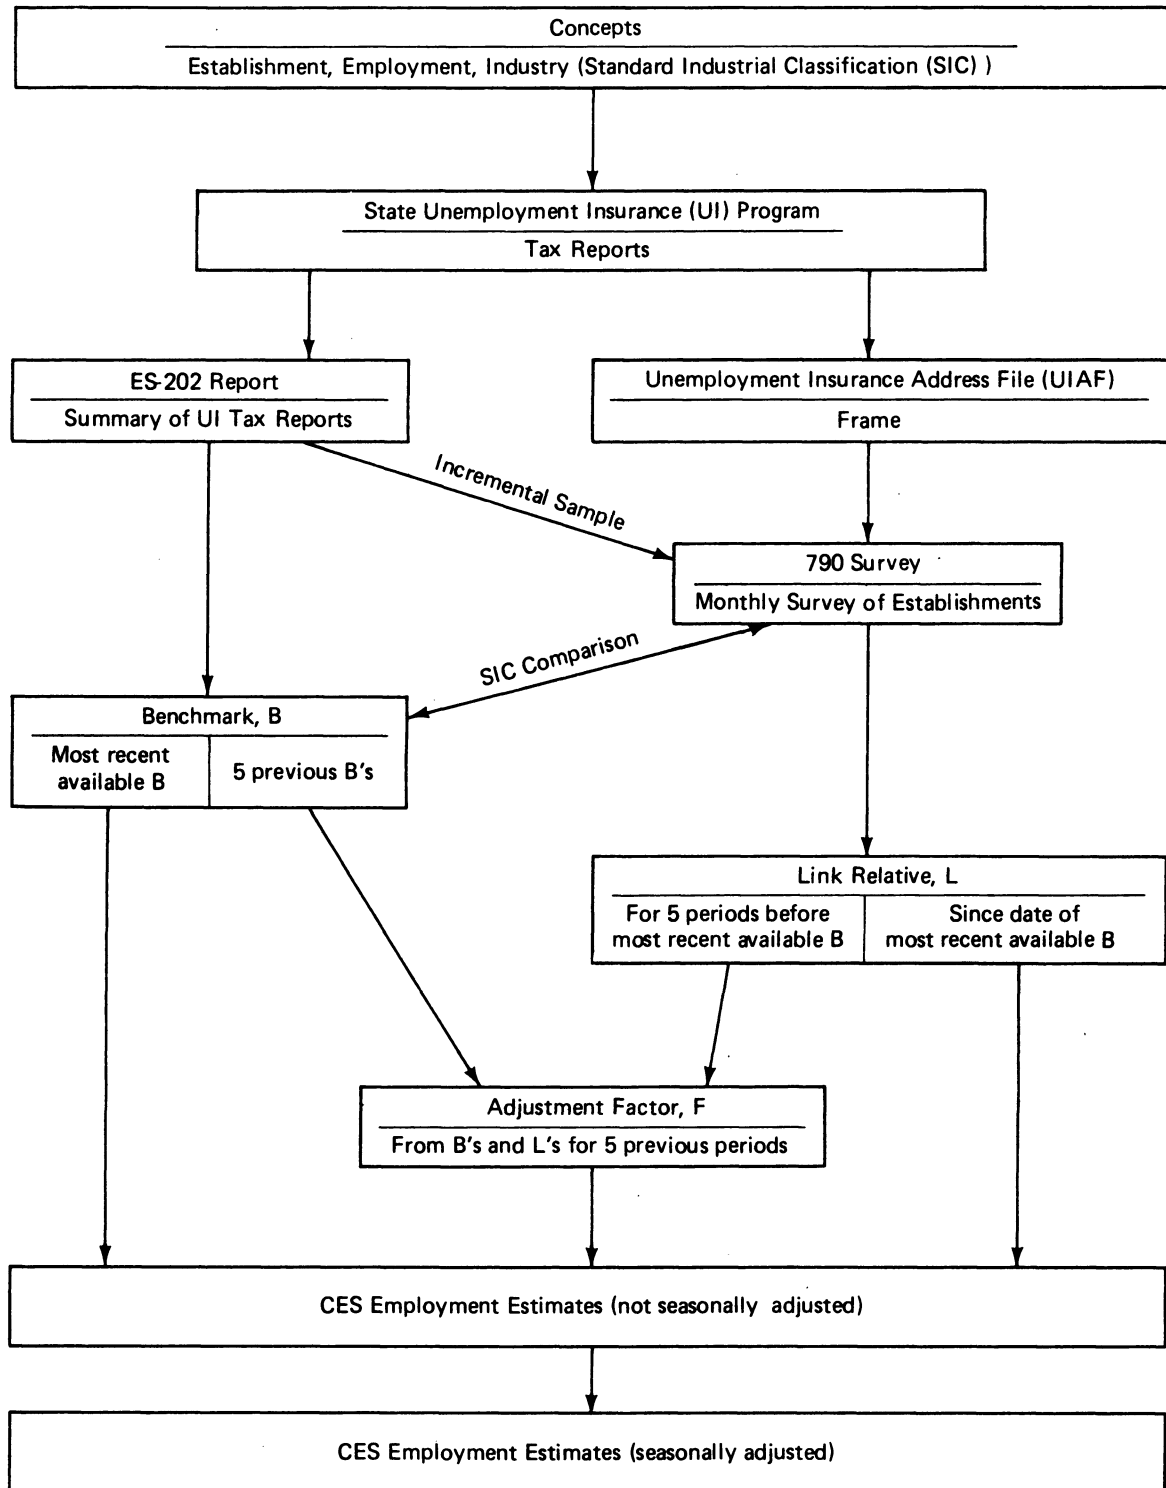 Concepts
Establishment, Employment, Industry (Standard Industrial Classification (SIC) )
State Unemployment Insurance (UI) Program
Tax Reports
ES-202 Report
Summary of UI Tax Reports
Unemployment Insurance Address File (UIAF)
Frame
Incremental Sample
790 Survey
Monthly Survey of Establishments
SIC Comparison
Benchmark, B
Most recent
available B
5 previous B's
Link Relative, L
For 5 periods before
most recent available B
Since date of
most recent available B
Adjustment Factor, F
From B's and L's for 5 previous periods
CES Employment Estimates (not seasonally adjusted)
CES Employment Estimates (seasonally adjusted)